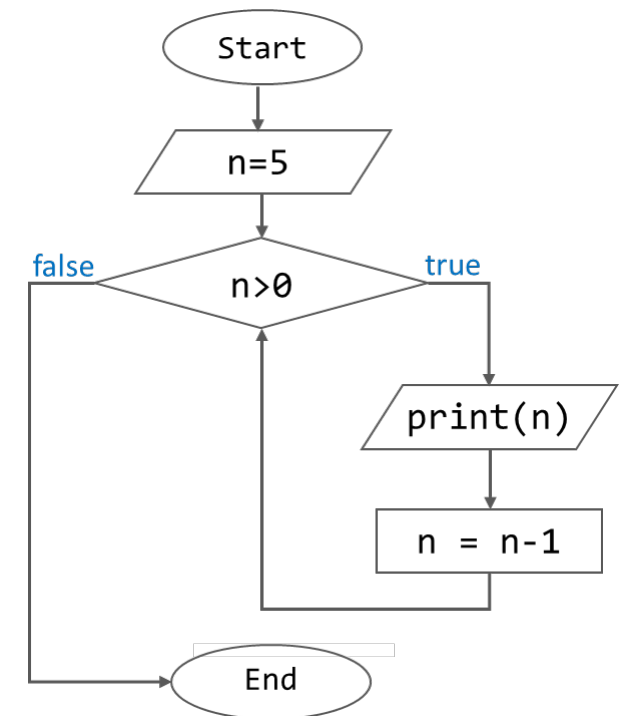 Start
n=5
false
true
n>0
print(n)
n = n-1
End